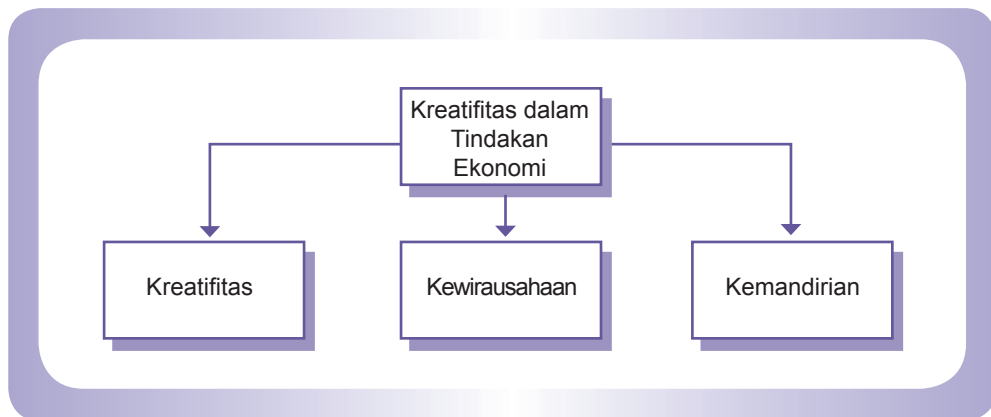 Kreatifitas dalam
Tindakan
Ekonomi
Kreatifitas
Kewirausahaan
Kemandirian